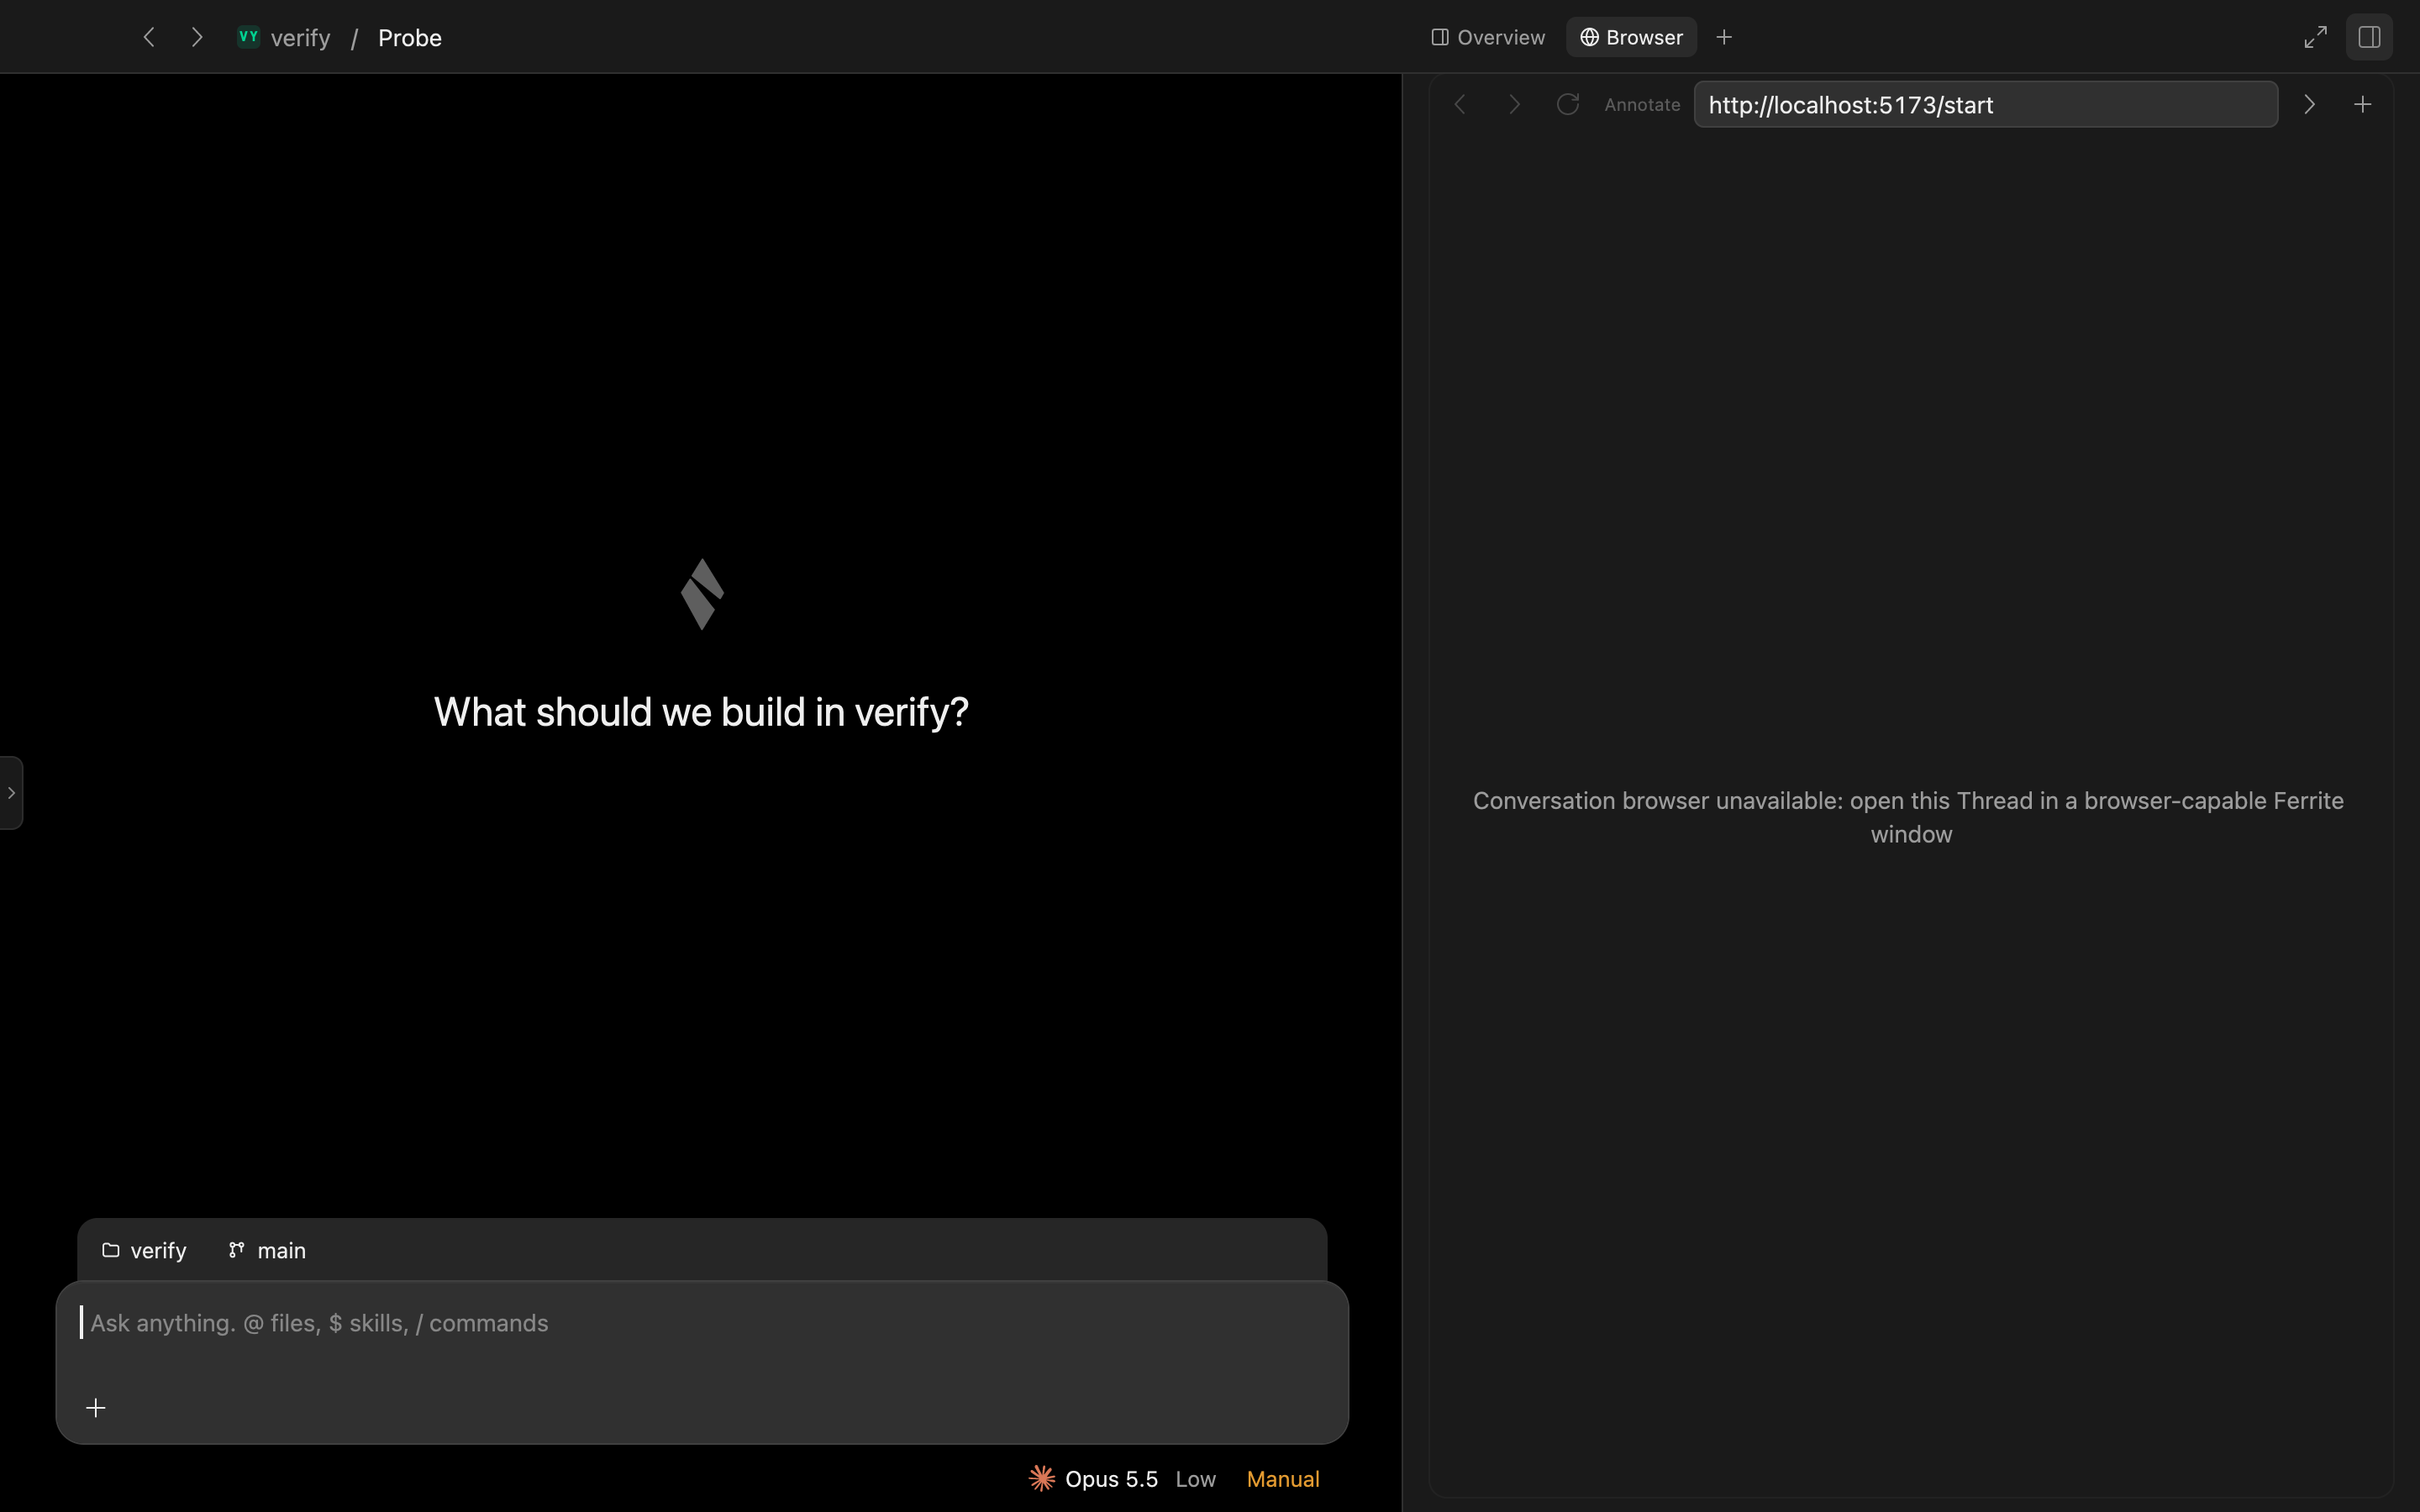 VY verify / Probe
Overview Browser
Annotate http://localhost:5173/start
What should we build in verify?
Conversation browser unavailable: open this Thread in a browser-capable Ferrite
window
verify main
Ask anything. @ files, $ skills, / commands
Opus 5.5 Low Manual